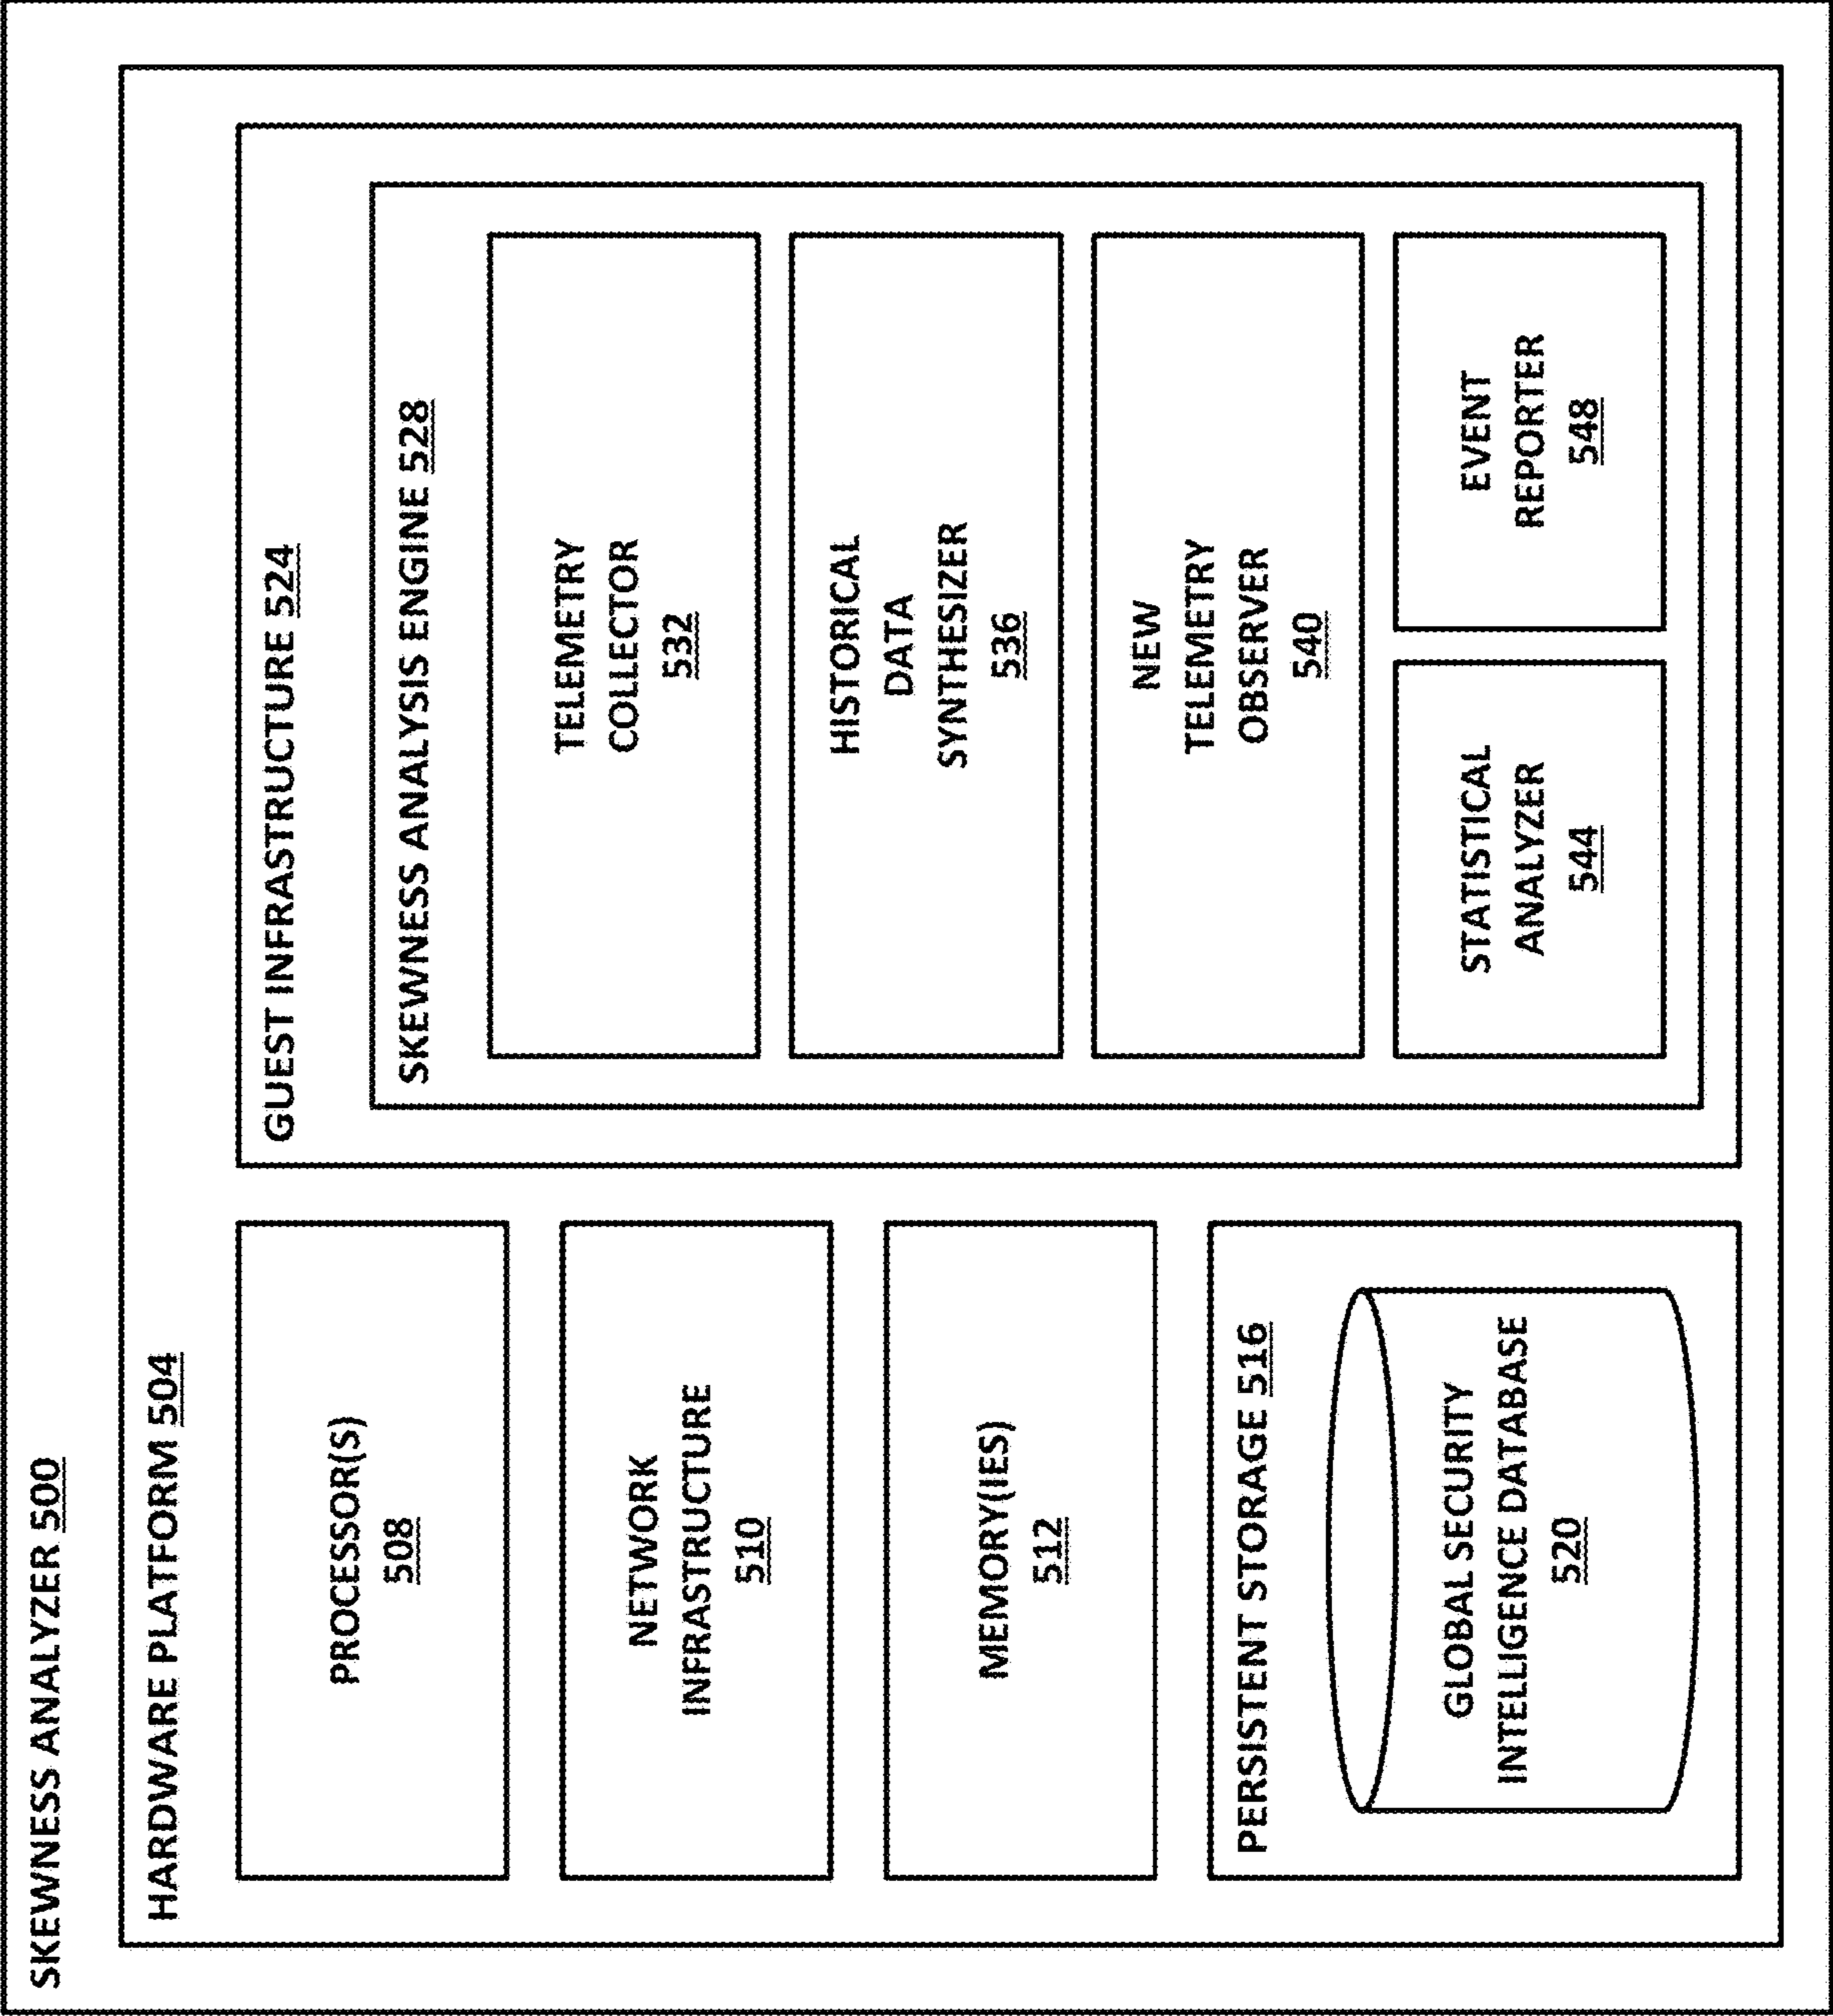 SKEWNESS ANALYZER 500
HARDWARE PLATFORM 504
PROCESSOR(S)
508
NETWORK
INFRASTRUCTURE
510
MEMORY(IES)
512
PERSISTENT STORAGE 516
GLOBAL SECURITY
INTELLIGENCE DATABASE
520
GUEST INFRASTRUCTURE 524
SKEWNESS ANALYSIS ENGINE 528
TELEMETRY
COLLECTOR
532
HISTORICAL
DATA
SYNTHESIZER
536
NEW
TELEMETRY
OBSERVER
540
STATISTICAL
ANALYZER
544
EVENT
REPORTER
548